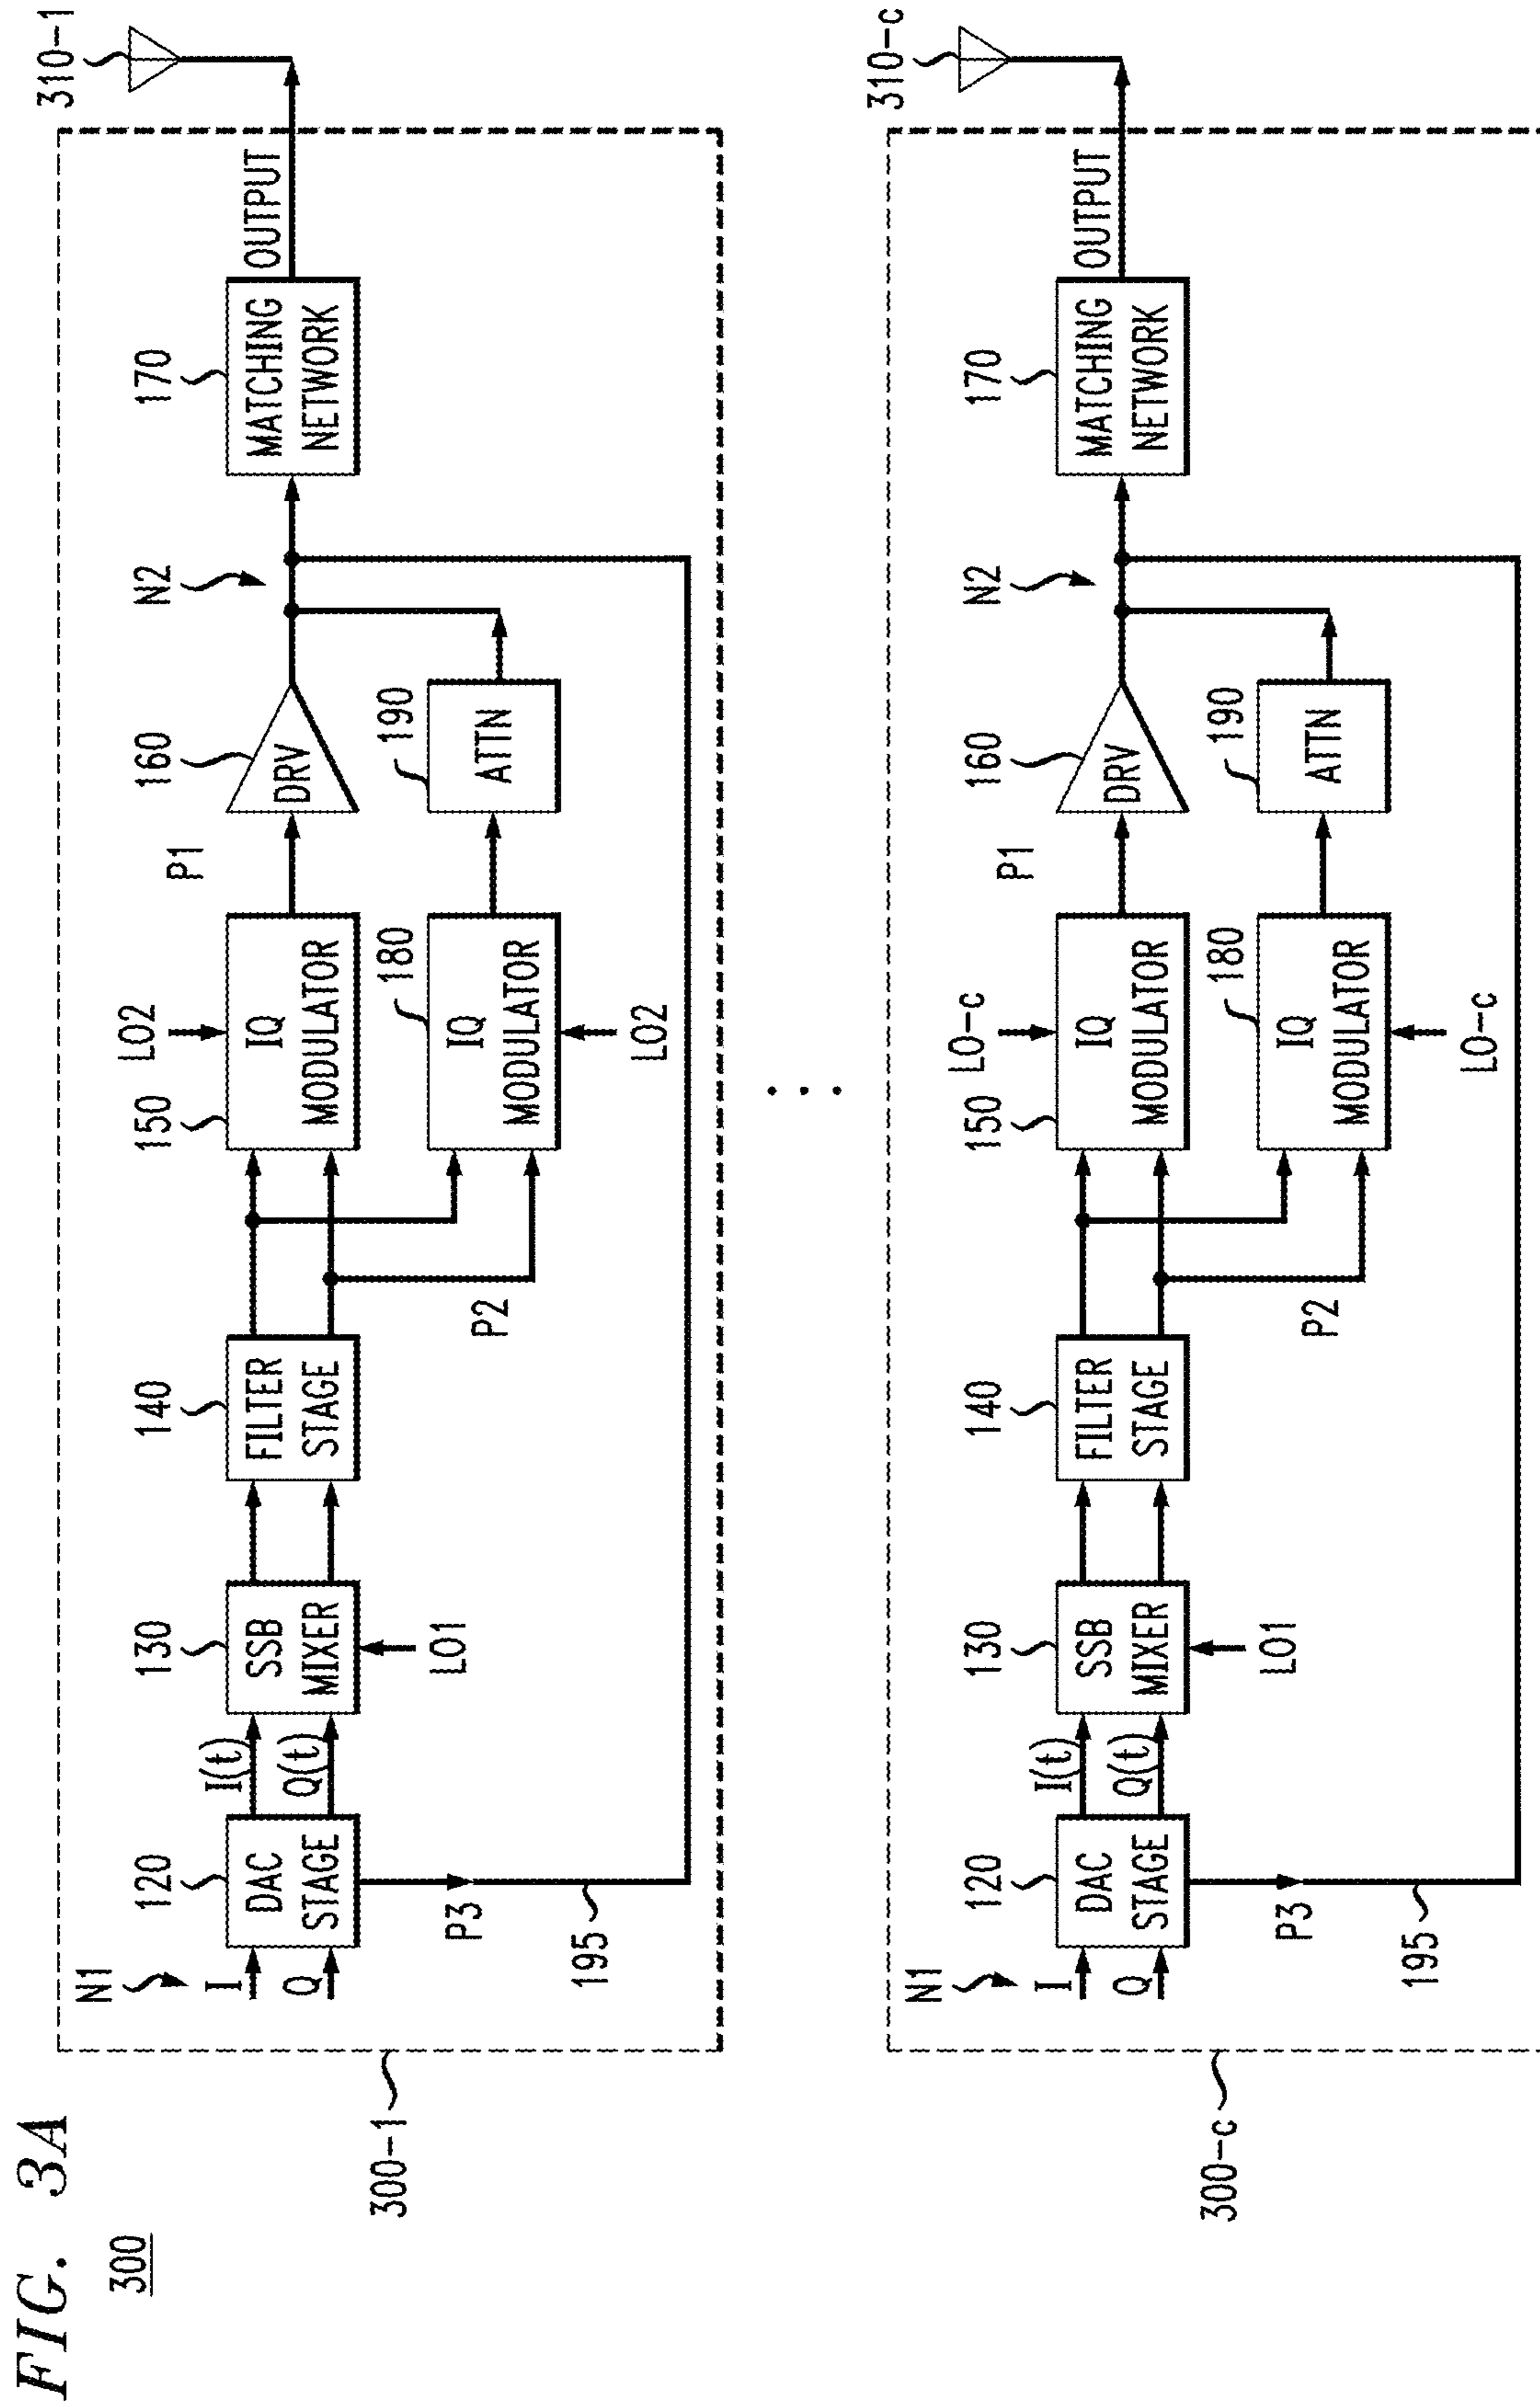 FIG. 3A
300
300-1
N1
I
Q
120
DAC
STAGE
I(t)
Q(t)
P3
195
130
SSB
MIXER
LO1
140
FILTER
STAGE
P2
LO2
150
IQ
MODULATOR
180
IQ
MODULATOR
LO2
P1
160
DRV
190
ATTN
N2
170
MATCHING
NETWORK
OUTPUT
310-1
. . .
300-c
N1
I
Q
120
DAC
STAGE
I(t)
Q(t)
P3
195
130
SSB
MIXER
LO1
140
FILTER
STAGE
P2
LO-c
150
IQ
MODULATOR
180
IQ
MODULATOR
LO-c
P1
160
DRV
190
ATTN
N2
170
MATCHING
NETWORK
OUTPUT
310-c